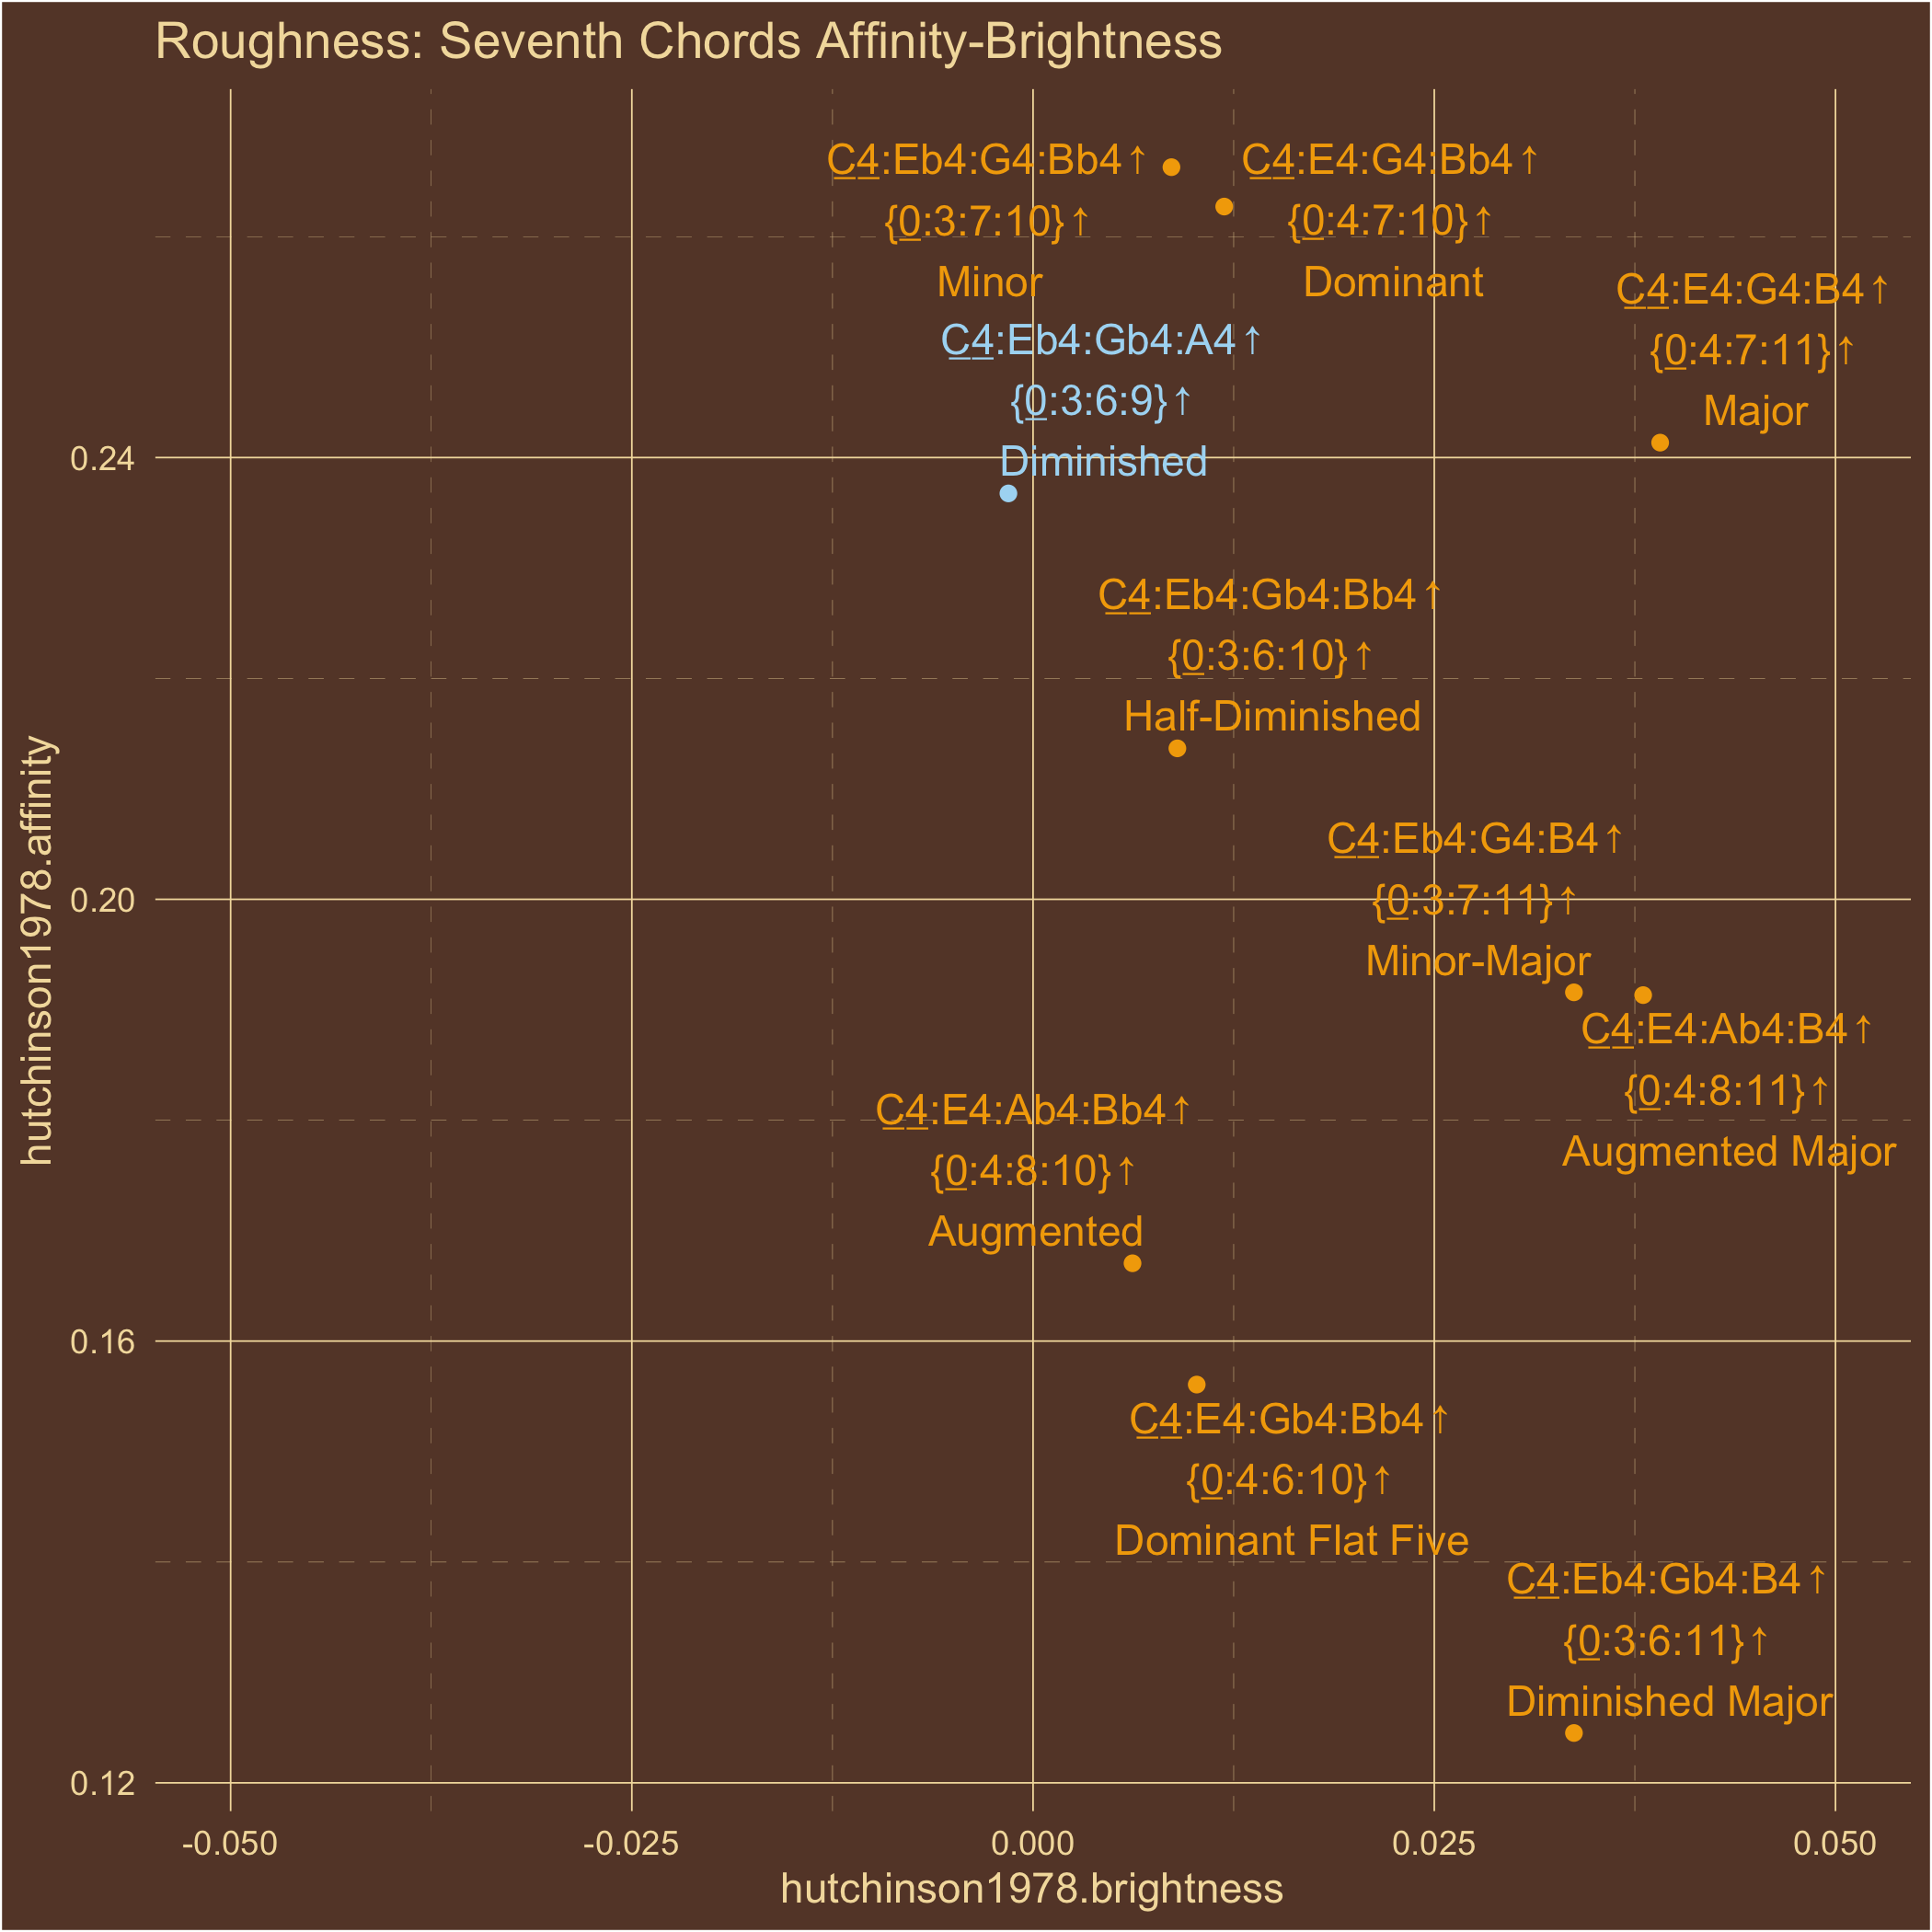 Roughness: Seventh Chords Affinity-Brightness
C4:Eb4:G4:Bb4↑
{0:3:7:10}↑
Minor
C4:E4:G4:Bb4↑
{0:4:7:10}↑
Dominant
C4:E4:G4:B4↑
{0:4:7:11}↑
Major
C4:Eb4:Gb4:A4↑
{0:3:6:9}↑
Diminished
C4:Eb4:Gb4:Bb4↑
{0:3:6:10}↑
Half-Diminished
C4:Eb4:G4:B4↑
{0:3:7:11}↑
Minor-Major
C4:E4:Ab4:B4↑
{0:4:8:11}↑
Augmented Major
C4:E4:Ab4:Bb4↑
{0:4:8:10}↑
Augmented
C4:E4:Gb4:Bb4↑
{0:4:6:10}↑
Dominant Flat Five
C4:Eb4:Gb4:B4↑
{0:3:6:11}↑
Diminished Major
0.24
0.20
0.16
0.12
hutchinson1978.affinity
-0.050
-0.025
0.000
0.025
0.050
hutchinson1978.brightness